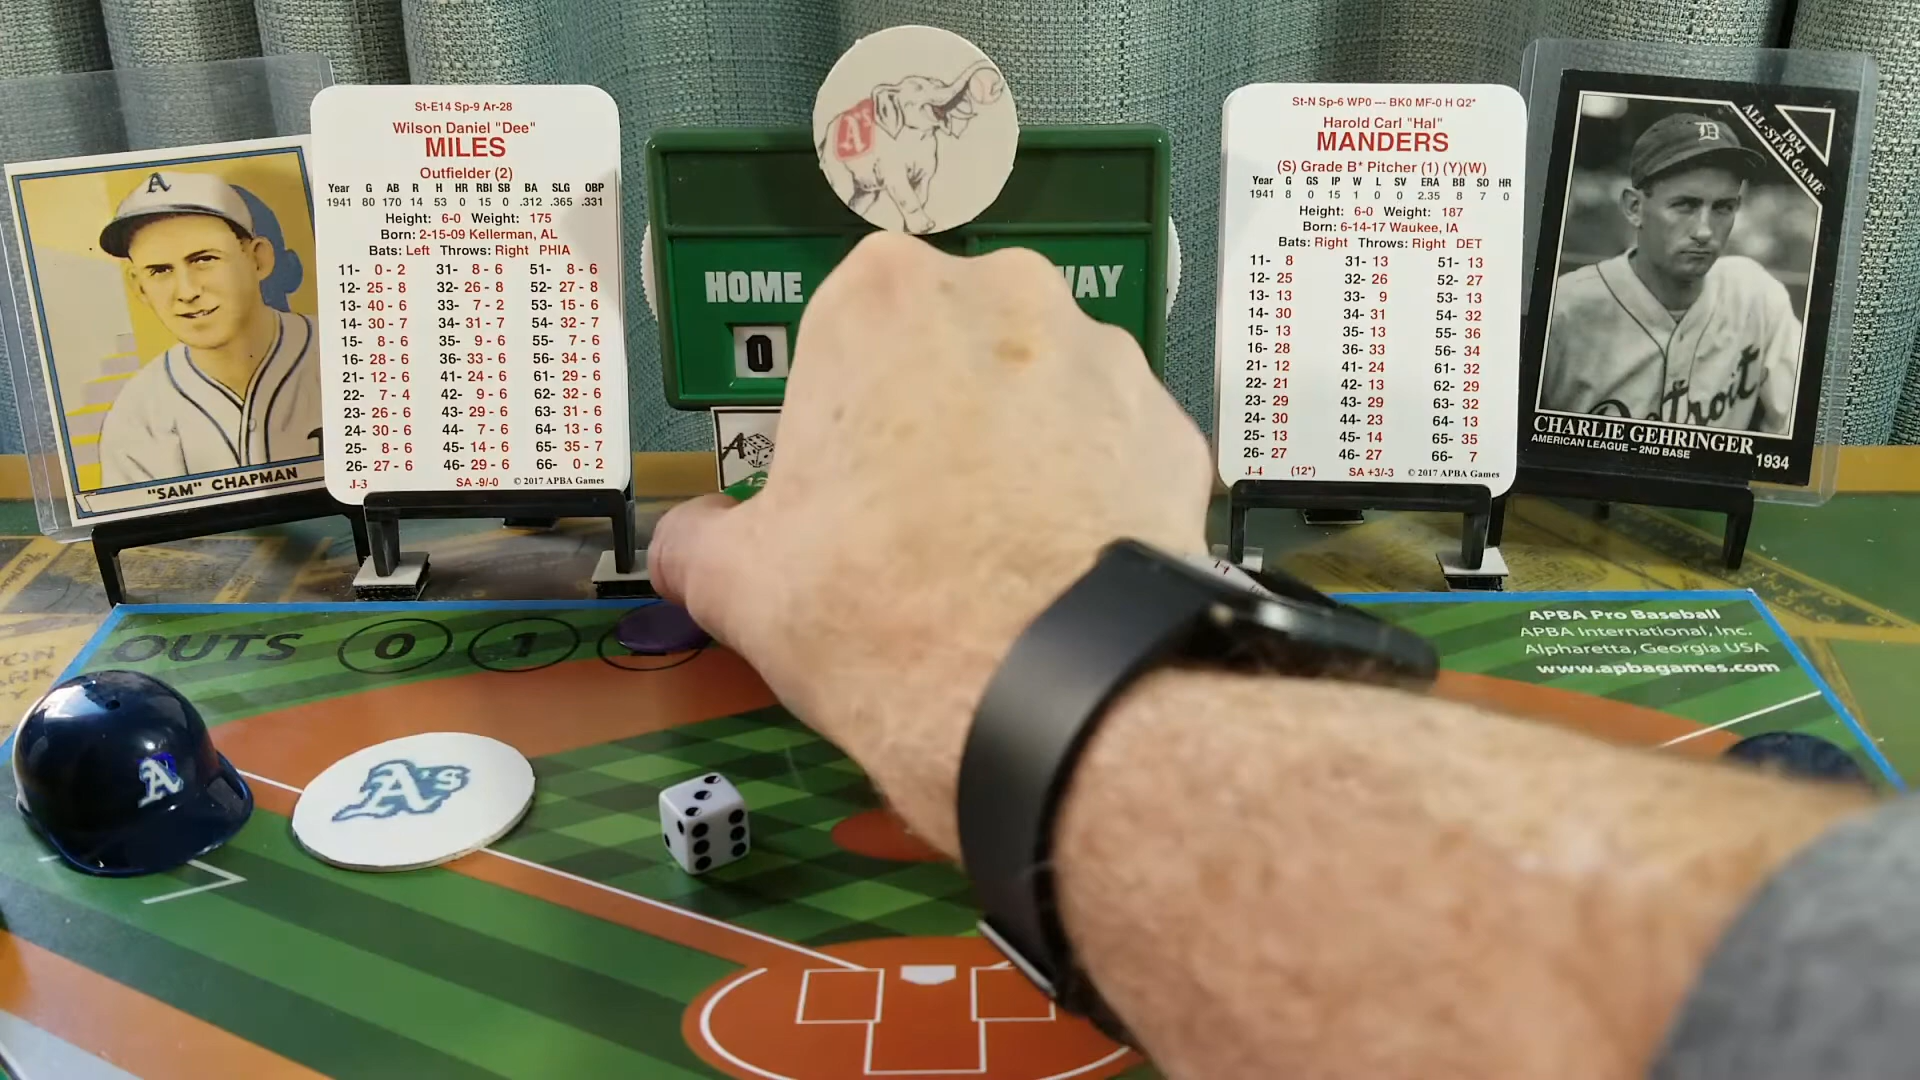 A
"SAM" CHAPMAN
St-E14 Sp-9 Ar-28
Wilson Daniel "Dee"
MILES
Outfielder (2)
Year G AB R H HR RBI SB BA SLG OBP
1941 80 170 14 53 0 15 0 .312 .365 .331
Height: 6-0 Weight: 175
Born: 2-15-09 Kellerman, AL
Bats: Left Throws: Right PHIA
11- 0 - 2 31- 8 - 6 51- 8 - 6
12- 25 - 8 32- 26 - 8 52- 27 - 8
13- 40 - 6 33- 7 - 2 53- 15 - 6
14- 30 - 7 34- 31 - 7 54- 32 - 7
15- 8 - 6 35- 9 - 6 55- 7 - 6
16- 28 - 6 36- 33 - 6 56- 34 - 6
21- 12 - 6 41- 24 - 6 61- 29 - 6
22- 7 - 4 42- 9 - 6 62- 32 - 6
23- 26 - 6 43- 29 - 6 63- 31 - 6
24- 30 - 6 44- 7 - 6 64- 13 - 6
25- 8 - 6 45- 14 - 6 65- 35 - 7
26- 27 - 6 46- 29 - 6 66- 0 - 2
J-3 SA -9/-0 © 2017 APBA Games
A's
HOME
WAY
0
A
St-N Sp-6 WP0 --- BK0 MF-0 H Q2*
Harold Carl "Hal"
MANDERS
(S) Grade B* Pitcher (1) (Y)(W)
Year G GS IP W L SV ERA BB SO HR
1941 8 0 15 1 0 0 2.35 8 7 0
Height: 6-0 Weight: 187
Born: 6-14-17 Waukee, IA
Bats: Right Throws: Right DET
11- 8 31- 13 51- 13
12- 25 32- 26 52- 27
13- 13 33- 9 53- 13
14- 30 34- 31 54- 32
15- 13 35- 13 55- 36
16- 28 36- 33 56- 34
21- 12 41- 24 61- 32
22- 21 42- 13 62- 29
23- 29 43- 29 63- 32
24- 30 44- 23 64- 13
25- 13 45- 14 65- 35
26- 27 46- 27 66- 7
J-4 (12*) SA +3/-3 © 2017 APBA Games
D
1934
ALL-STAR GAME
Detroit
CHARLIE GEHRINGER
AMERICAN LEAGUE – 2ND BASE
1934
OUTS 0 1
APBA Pro Baseball
APBA International, Inc.
Alpharetta, Georgia USA
www.apbagames.com
A's
A's